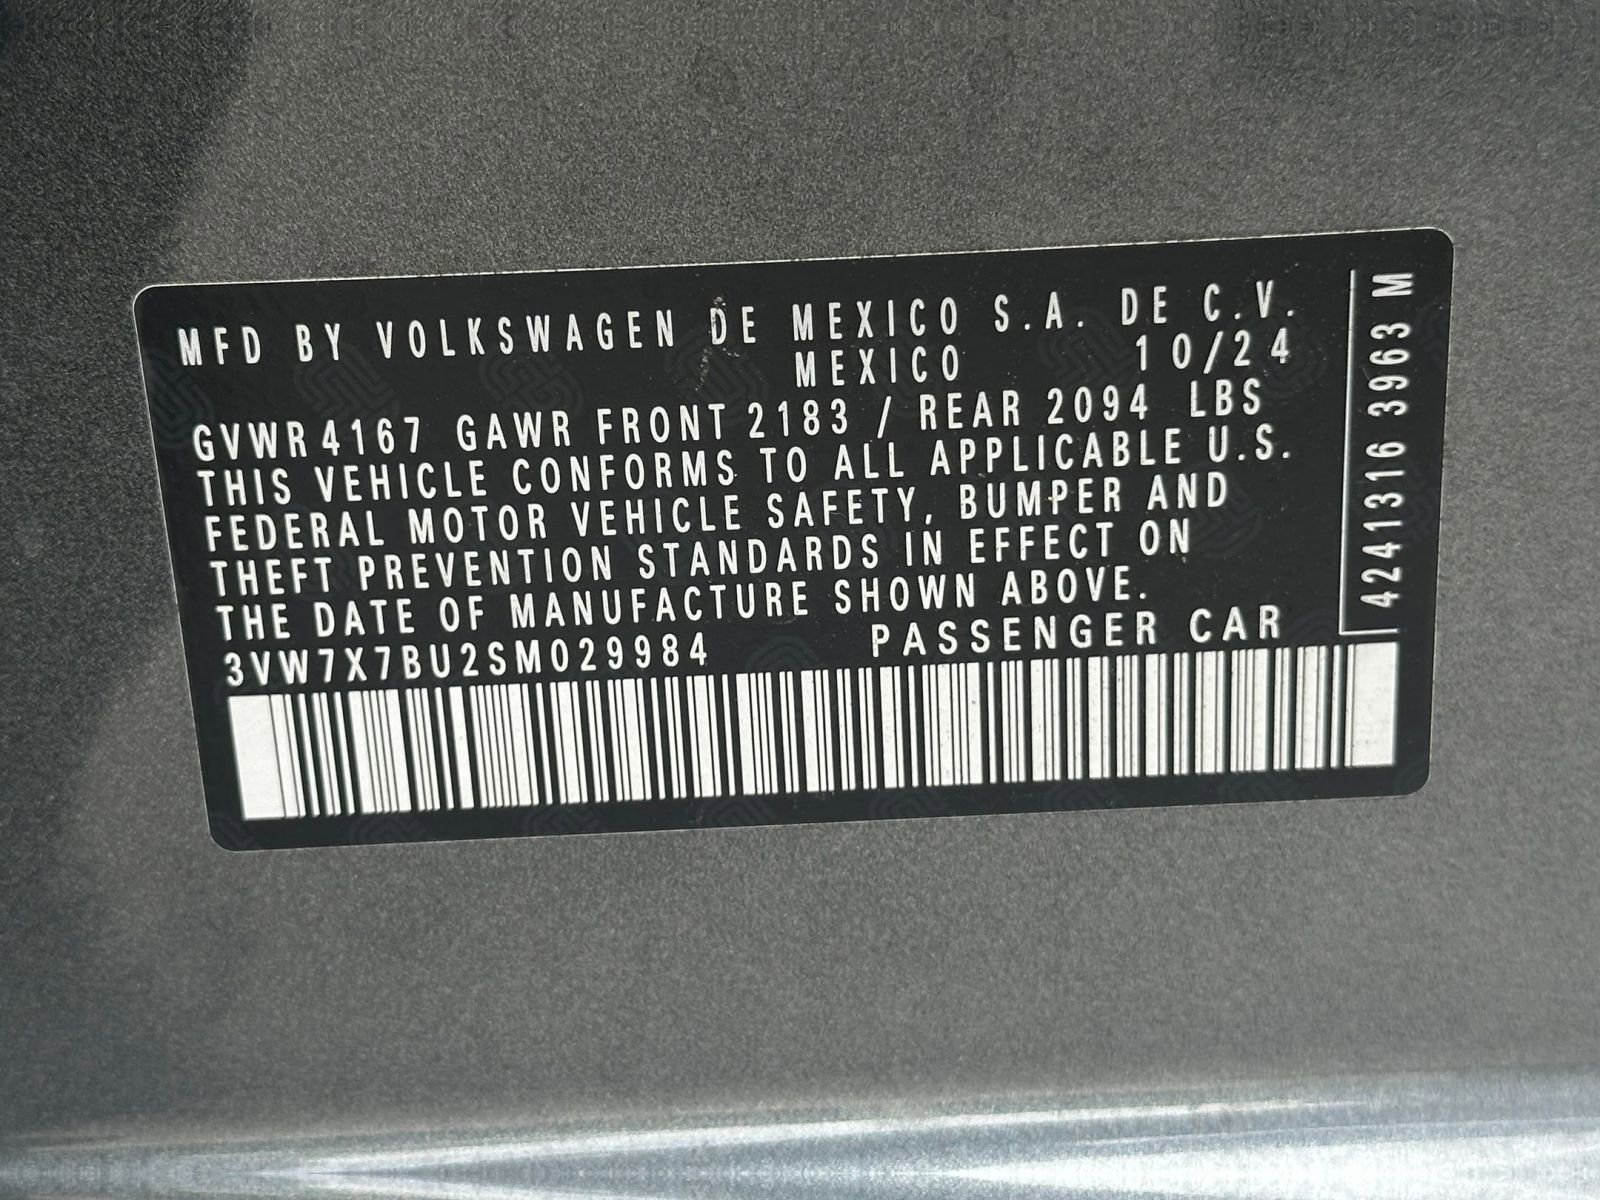 MFD BY VOLKSWAGEN DE MEXICO S.A. DE C.V.
MEXICO 10/24
GVWR 4167 GAWR FRONT 2183 / REAR 2094 LBS
THIS VEHICLE CONFORMS TO ALL APPLICABLE U.S.
FEDERAL MOTOR VEHICLE SAFETY, BUMPER AND
THEFT PREVENTION STANDARDS IN EFFECT ON
THE DATE OF MANUFACTURE SHOWN ABOVE.
3VW7X7BU2SM029984 PASSENGER CAR
4241316 3963 M